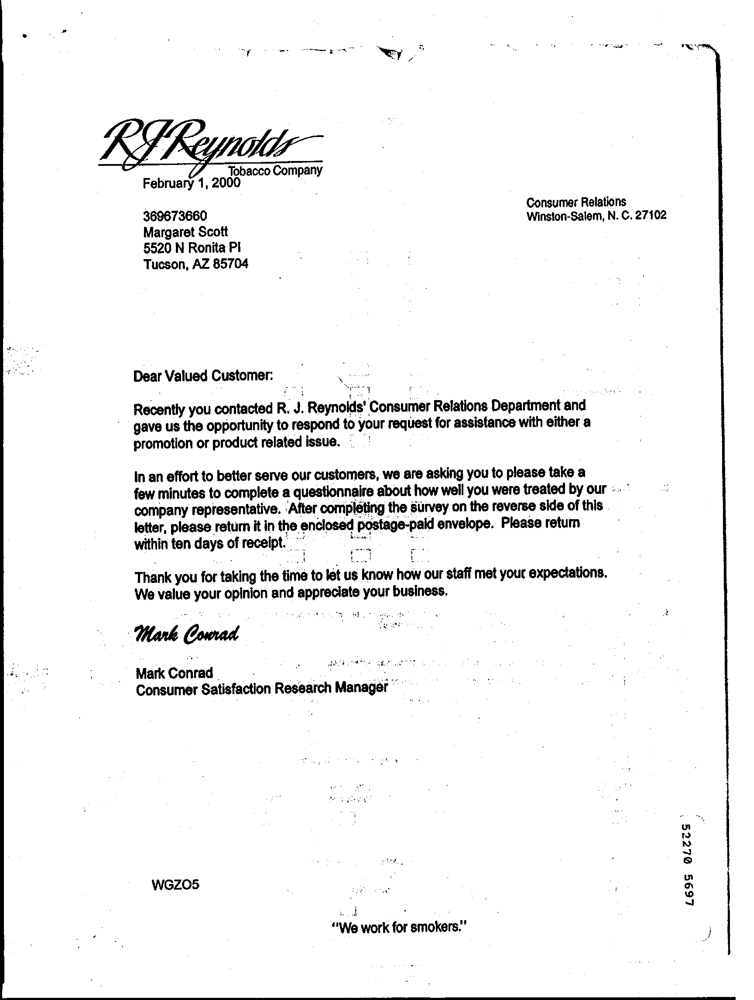 RJReynolds
Tobacco Company
February 1, 2000
Consumer Relations
Winston-Salem, N. C. 27102
369673660
Margaret Scott
5520 N Ronita Pl
Tucson, AZ 85704
Dear Valued Customer:
Recently you contacted R. J. Reynolds' Consumer Relations Department and
gave us the opportunity to respond to your request for assistance with either a
promotion or product related issue.
In an effort to better serve our customers, we are asking you to please take a
few minutes to complete a questionnaire about how well you were treated by our
company representative. After completing the survey on the reverse side of this
letter, please return it in the enclosed postage-paid envelope. Please return
within ten days of receipt.
Thank you for taking the time to let us know how our staff met your expectations.
We value your opinion and appreciate your business.
Mark Conrad
Mark Conrad
Consumer Satisfaction Research Manager
52270 5697
WGZO5
"We work for smokers."